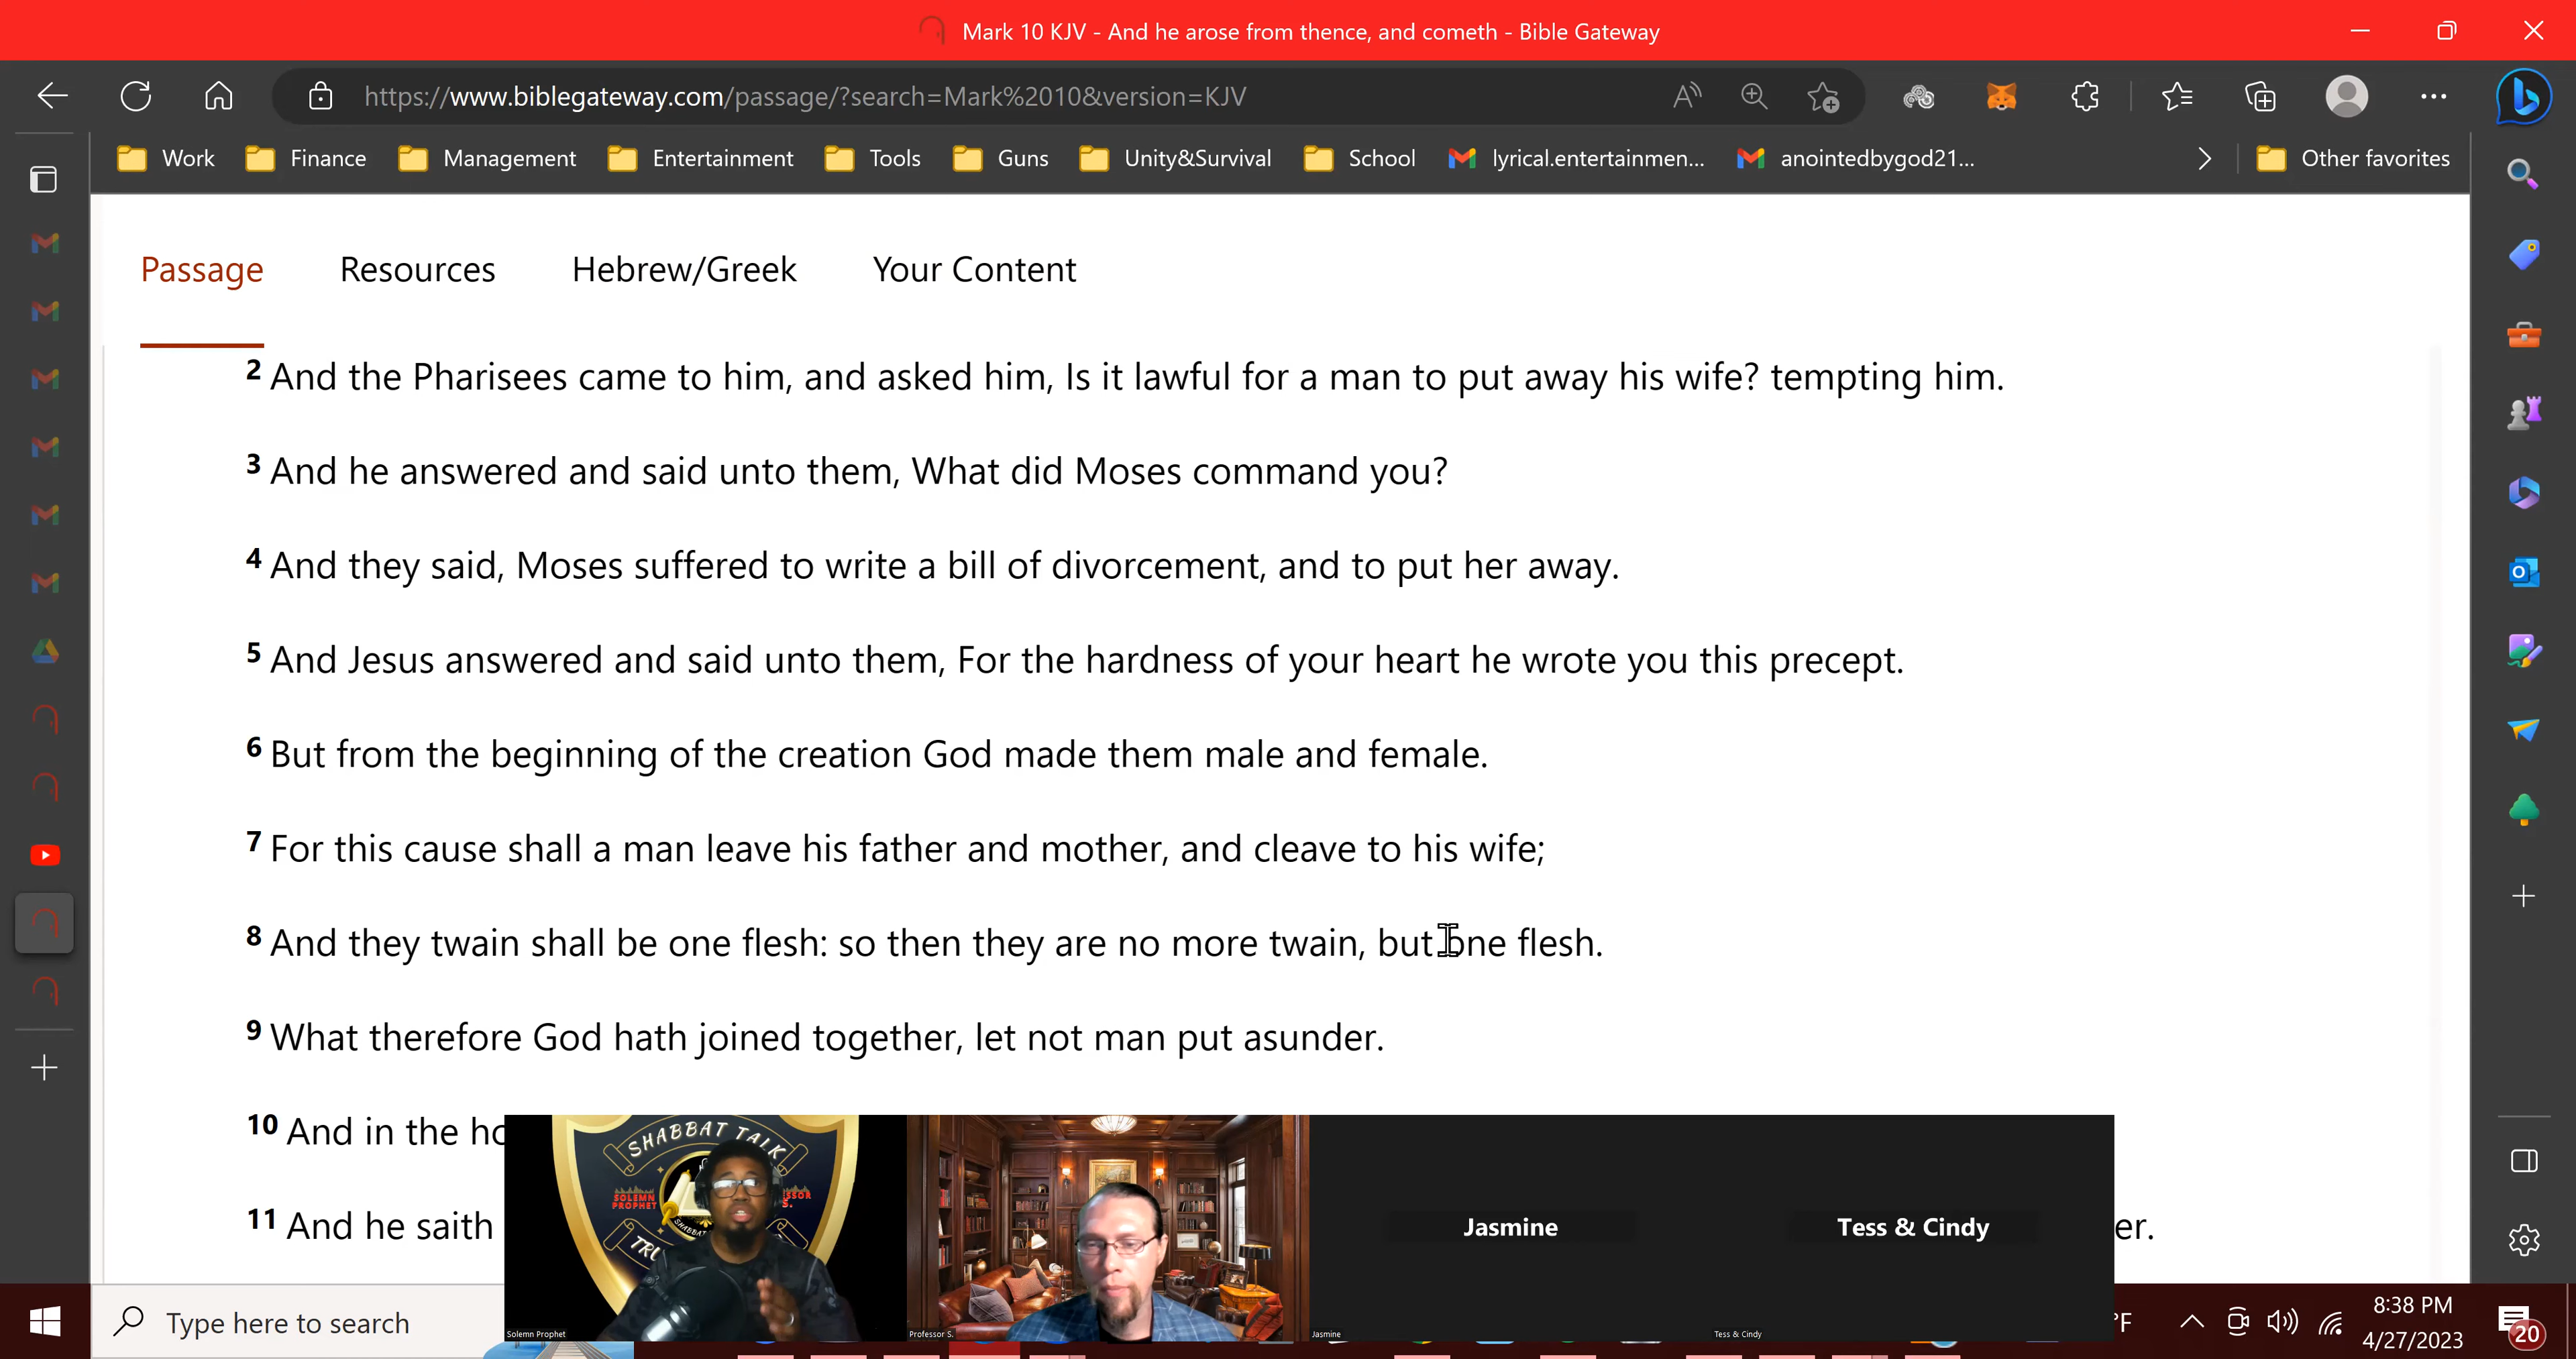 Mark 10 KJV - And he arose from thence, and cometh - Bible Gateway
https://www.biblegateway.com/passage/?search=Mark%2010&version=KJV
Work Finance Management Entertainment Tools Guns Unity&Survival School lyrical.entertainmen... anointedbygod21... Other favorites
Passage Resources Hebrew/Greek Your Content
2 And the Pharisees came to him, and asked him, Is it lawful for a man to put away his wife? tempting him.
3 And he answered and said unto them, What did Moses command you?
4 And they said, Moses suffered to write a bill of divorcement, and to put her away.
5 And Jesus answered and said unto them, For the hardness of your heart he wrote you this precept.
6 But from the beginning of the creation God made them male and female.
7 For this cause shall a man leave his father and mother, and cleave to his wife;
8 And they twain shall be one flesh: so then they are no more twain, but one flesh.
9 What therefore God hath joined together, let not man put asunder.
10 And in the ho
11 And he saith er.
SHABBAT TALK
SOLEMN
PROPHET
SSOR
S.
TRU
Jasmine
Tess & Cindy
Solemn Prophet
Professor S.
Jasmine
Tess & Cindy
Type here to search
°F
8:38 PM
4/27/2023
20